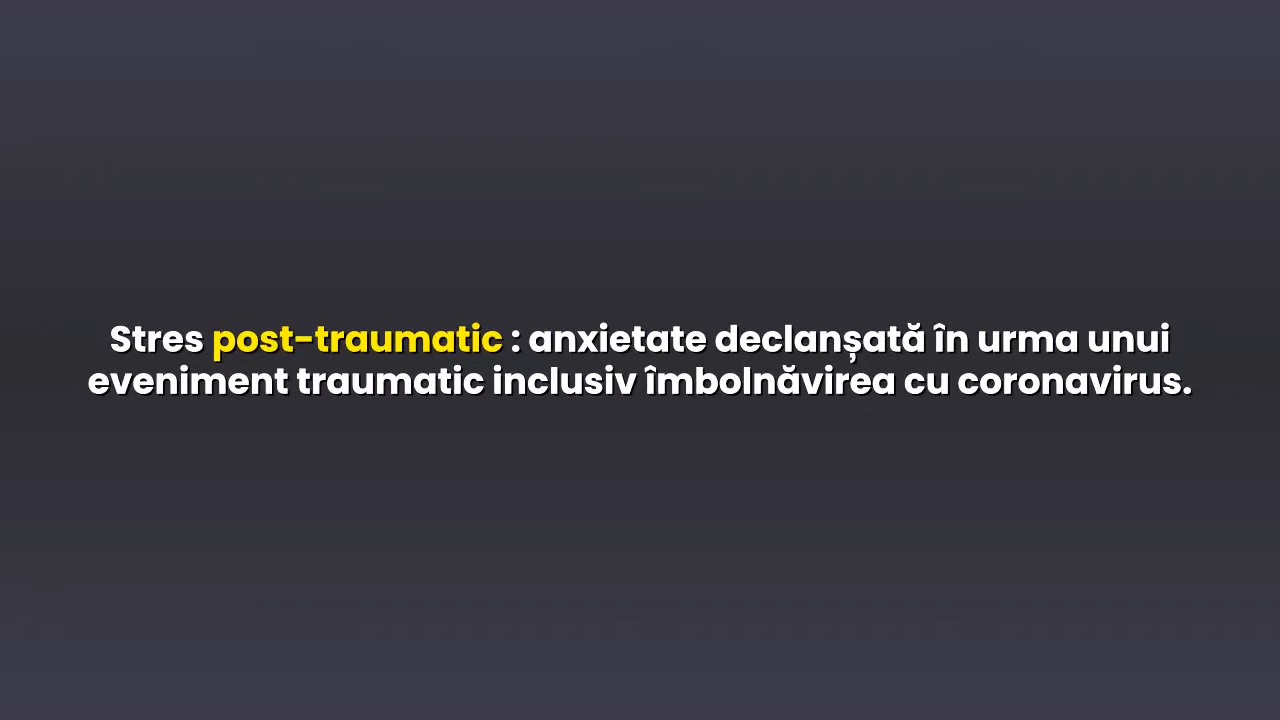 Stres post-traumatic : anxietate declanșată în urma unui
eveniment traumatic inclusiv îmbolnăvirea cu coronavirus.